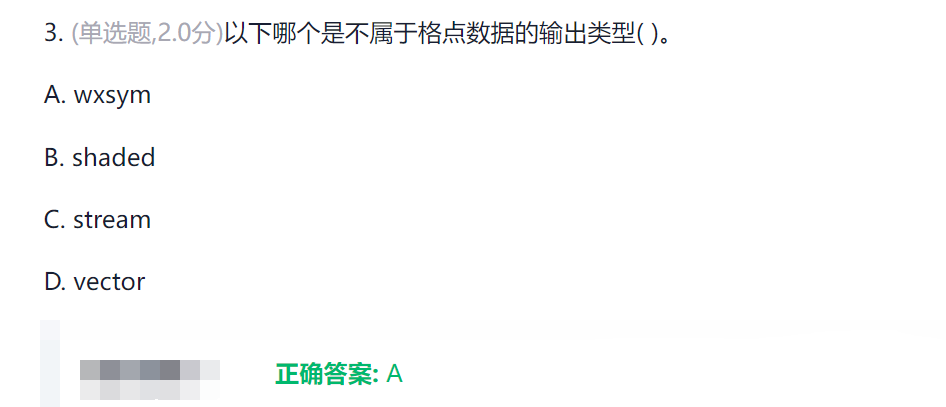 3. (单选题,2.0分)以下哪个是不属于格点数据的输出类型( )。
A. wxsym
B. shaded
C. stream
D. vector
正确答案: A